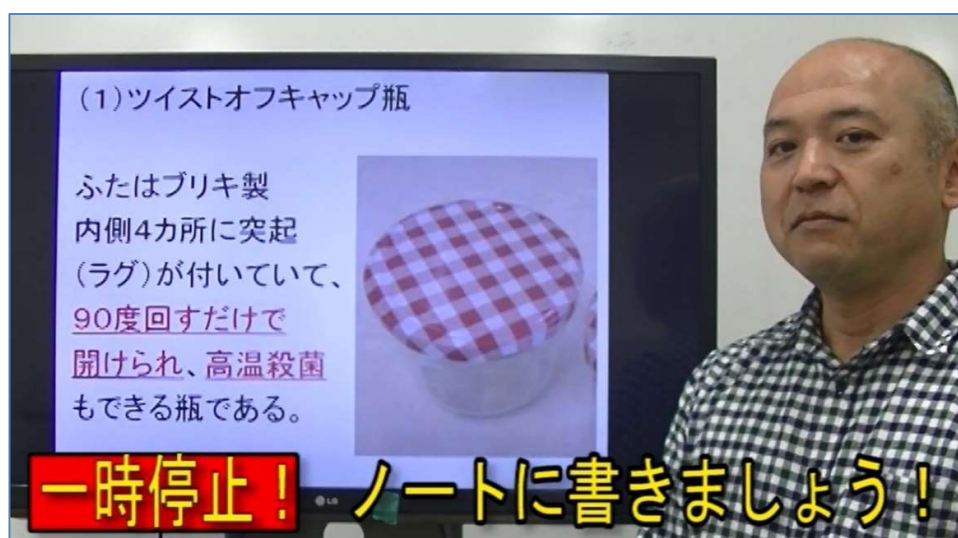 （1）ツイストオフキャップ瓶
ふたはブリキ製
内側4カ所に突起
（ラグ）が付いていて、
90度回すだけで
開けられ、高温殺菌
もできる瓶である。
LG
一時停止！ ノートに書きましょう！